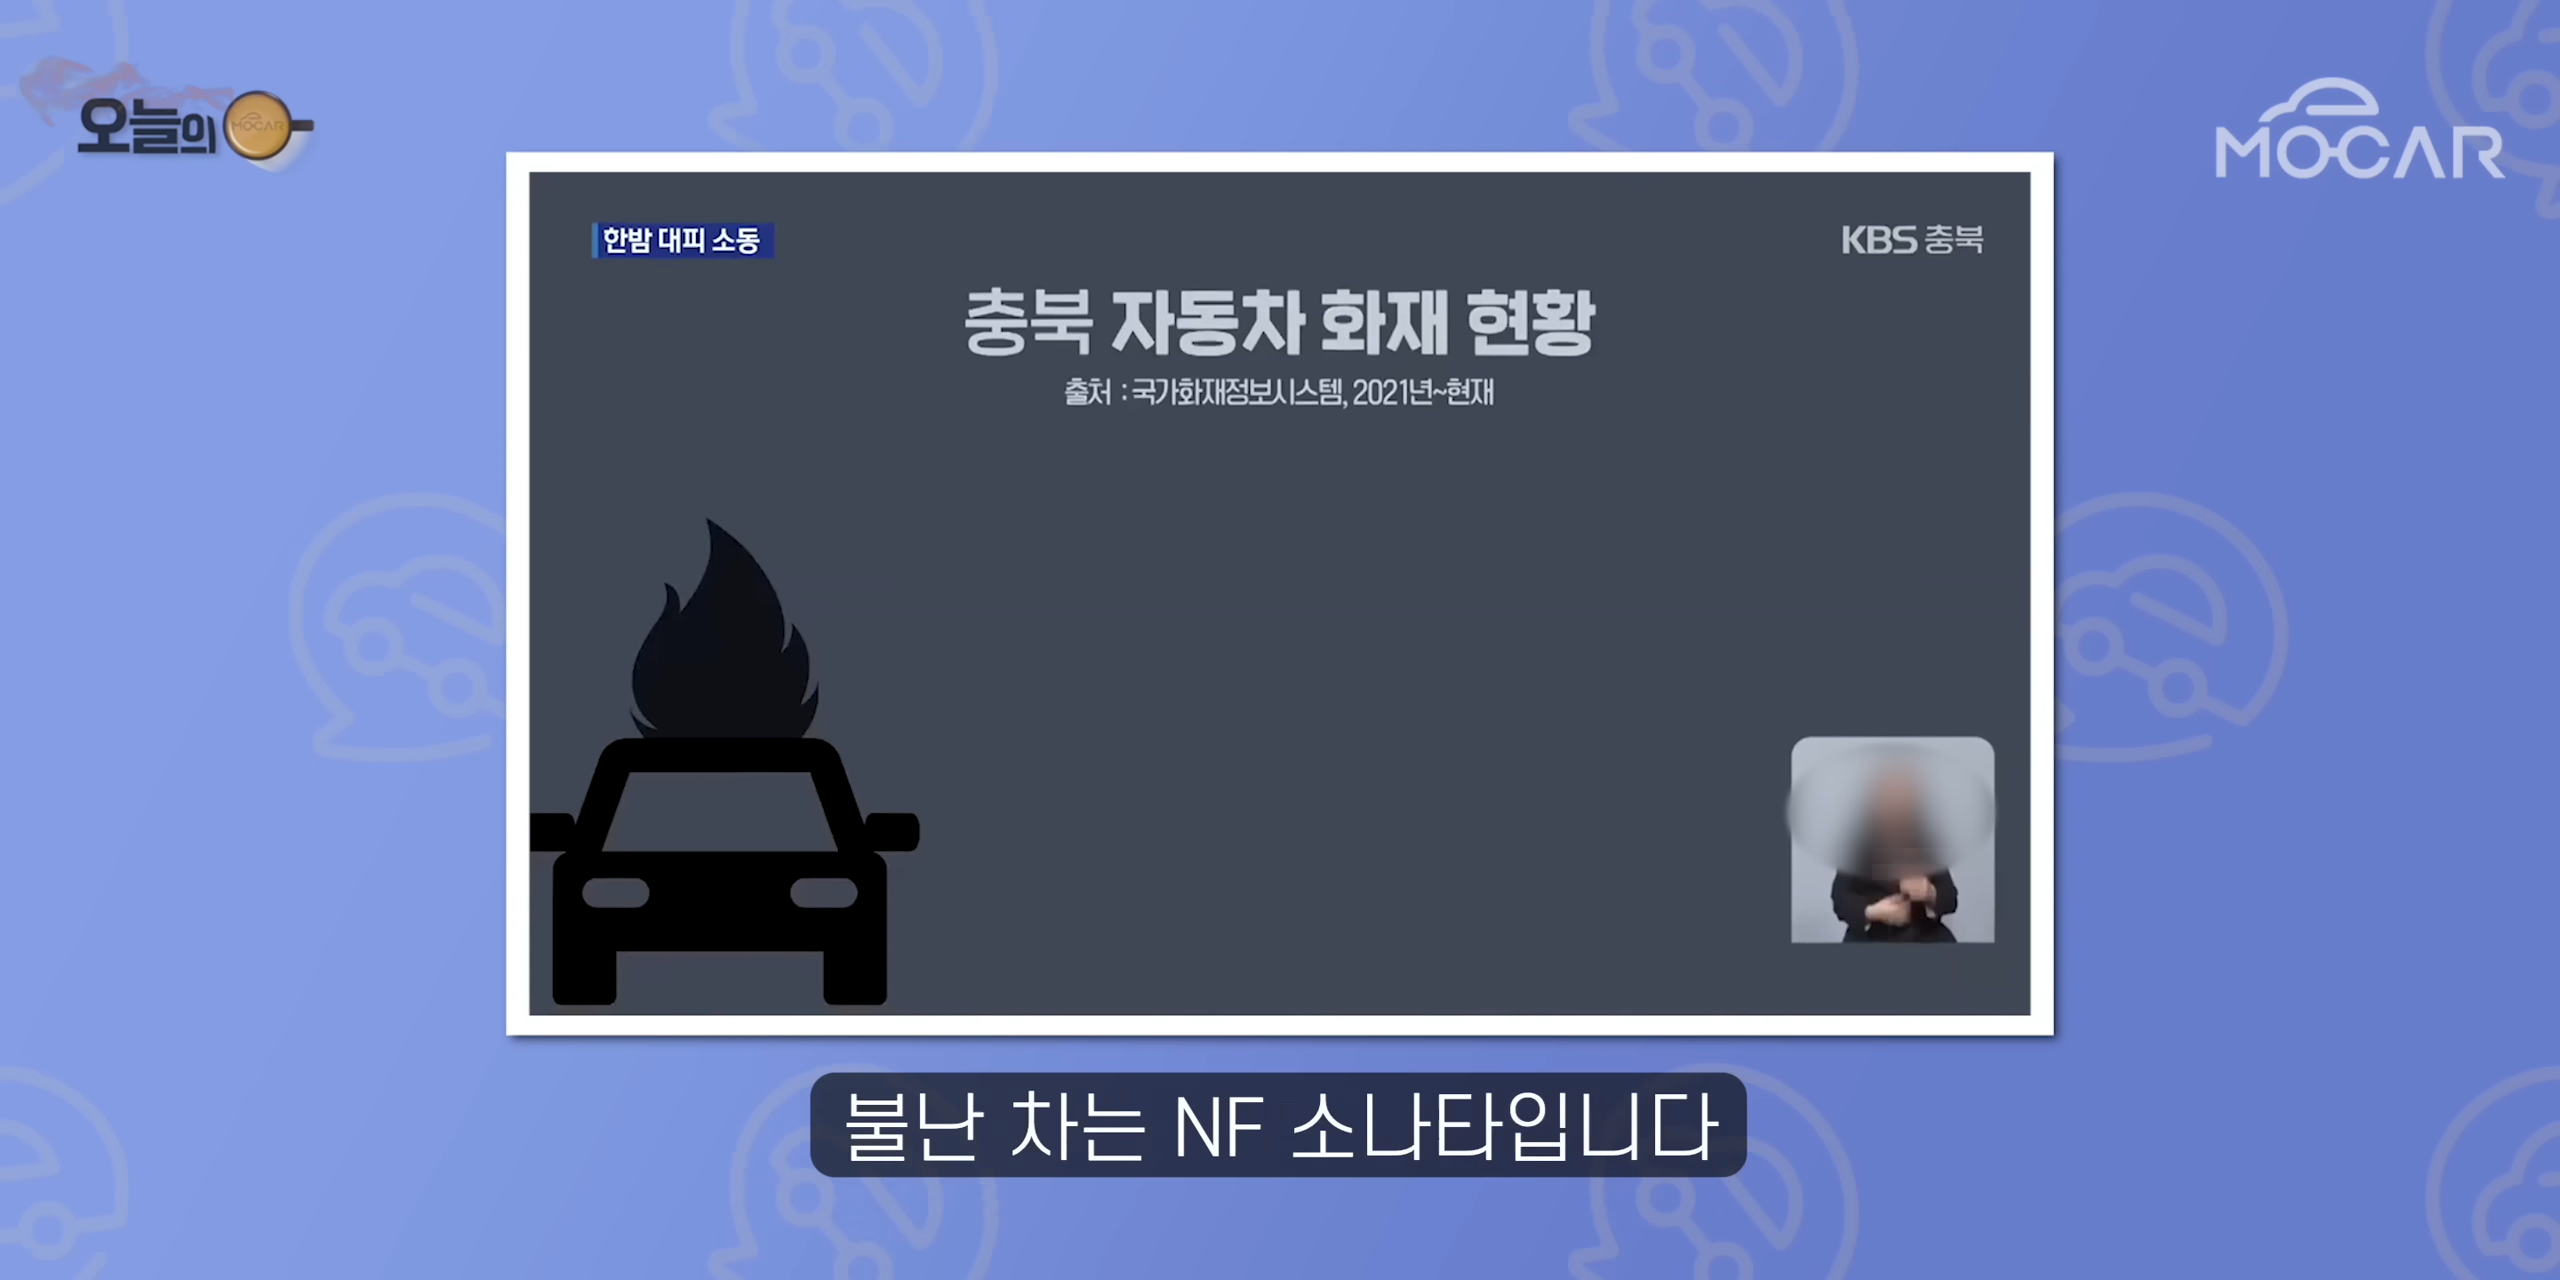 오늘의
MOCAR
MOCAR
한밤 대피 소동
KBS 충북
충북 자동차 화재 현황
출처 : 국가화재정보시스템, 2021년~현재
불난 차는 NF 소나타입니다